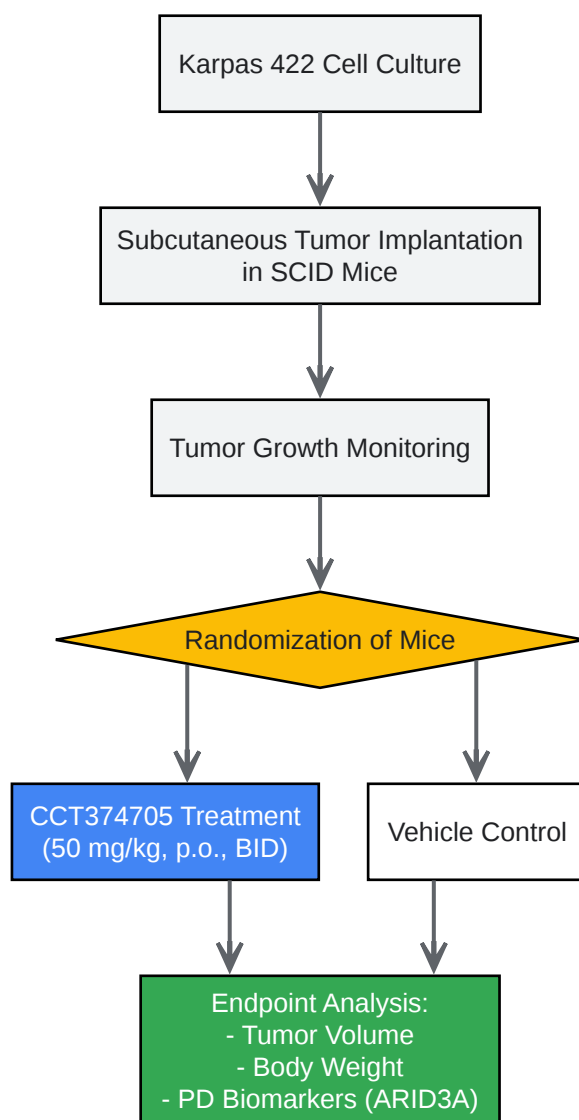 Karpas 422 Cell Culture
Subcutaneous Tumor Implantation
in SCID Mice
Tumor Growth Monitoring
Randomization of Mice
CCT374705 Treatment
(50 mg/kg, p.o., BID)
Vehicle Control
Endpoint Analysis:
- Tumor Volume
- Body Weight
- PD Biomarkers (ARID3A)